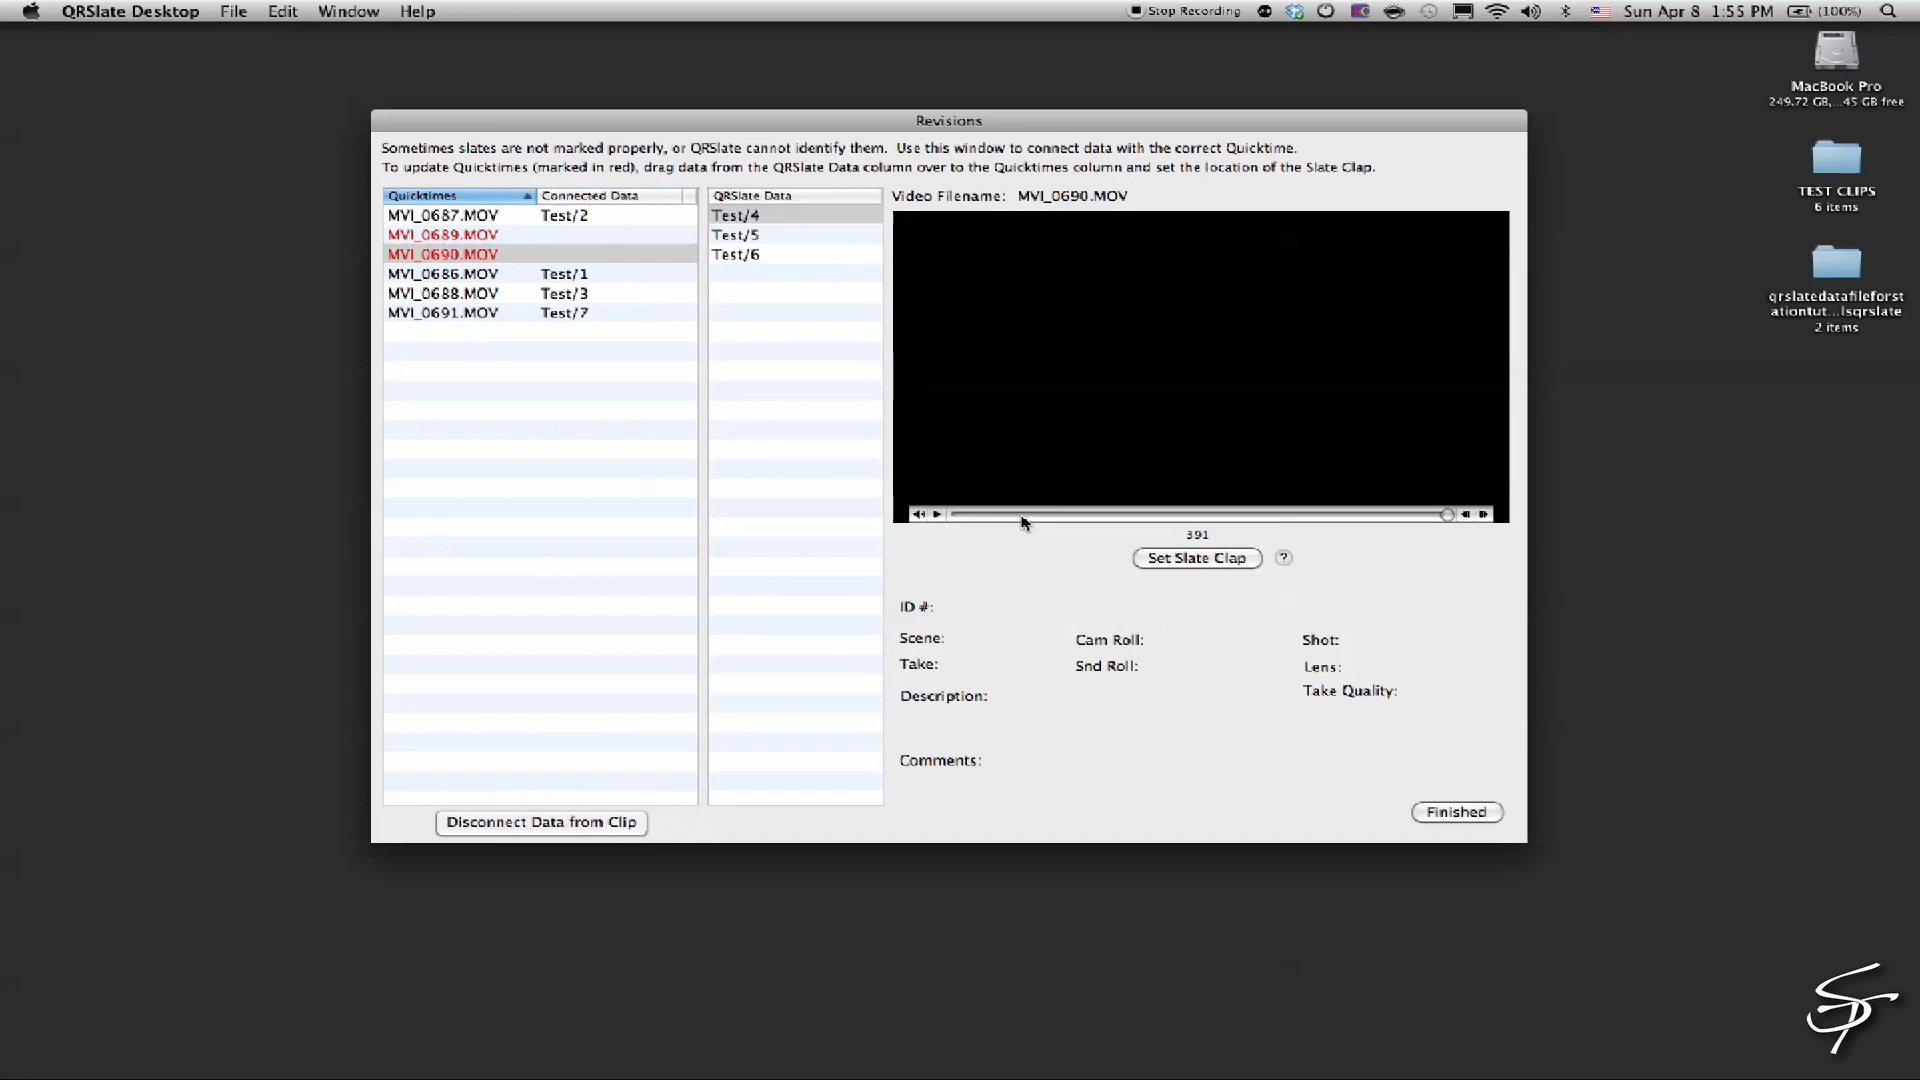 QRSlate Desktop File Edit Window Help
Stop Recording Sun Apr 8 1:55 PM (100%)
MacBook Pro
249.72 GB,...45 GB free
TEST CLIPS
6 items
qrslatedatafileforst
ationtut...lsqrslate
2 items
Revisions
Sometimes slates are not marked properly, or QRSlate cannot identify them. Use this window to connect data with the correct Quicktime.
To update Quicktimes (marked in red), drag data from the QRSlate Data column over to the Quicktimes column and set the location of the Slate Clap.
Quicktimes Connected Data
MVI_0687.MOV Test/2
MVI_0689.MOV
MVI_0690.MOV
MVI_0686.MOV Test/1
MVI_0688.MOV Test/3
MVI_0691.MOV Test/7
Disconnect Data from Clip
QRSlate Data
Test/4
Test/5
Test/6
Video Filename: MVI_0690.MOV
391
Set Slate Clap ?
ID #:
Scene: Cam Roll: Shot:
Take: Snd Roll: Lens:
Description: Take Quality:
Comments:
Finished